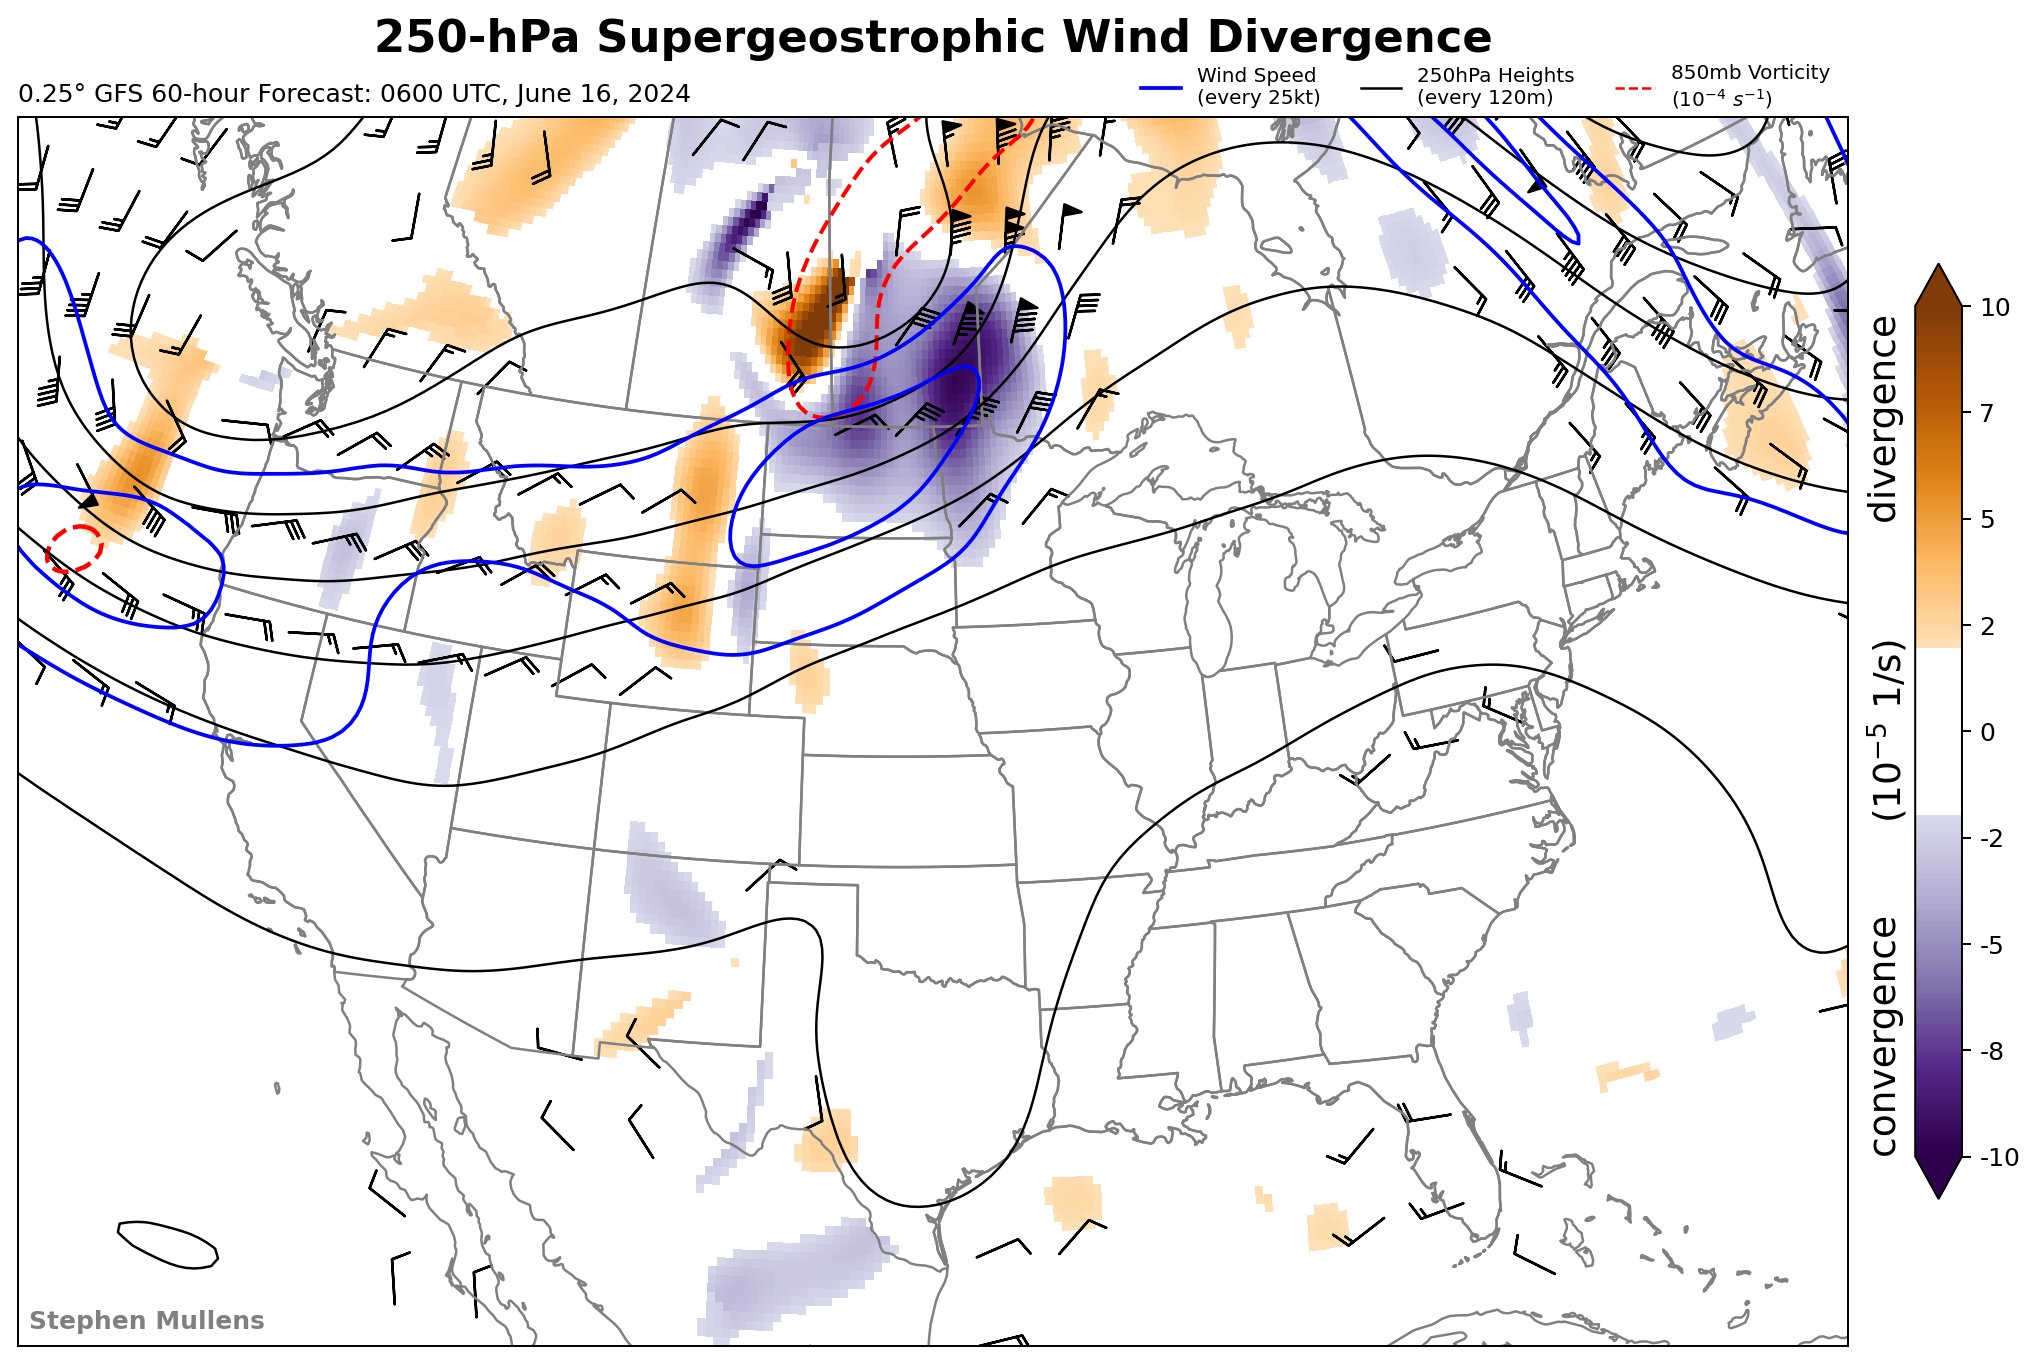 250-hPa Supergeostrophic Wind Divergence
0.25° GFS 60-hour Forecast: 0600 UTC, June 16, 2024
Wind Speed
(every 25kt)
250hPa Heights
(every 120m)
850mb Vorticity
(10⁻⁴ s⁻¹)
10
7
5
2
0
-2
-5
-8
-10
convergence (10⁻⁵ 1/s) divergence
Stephen Mullens